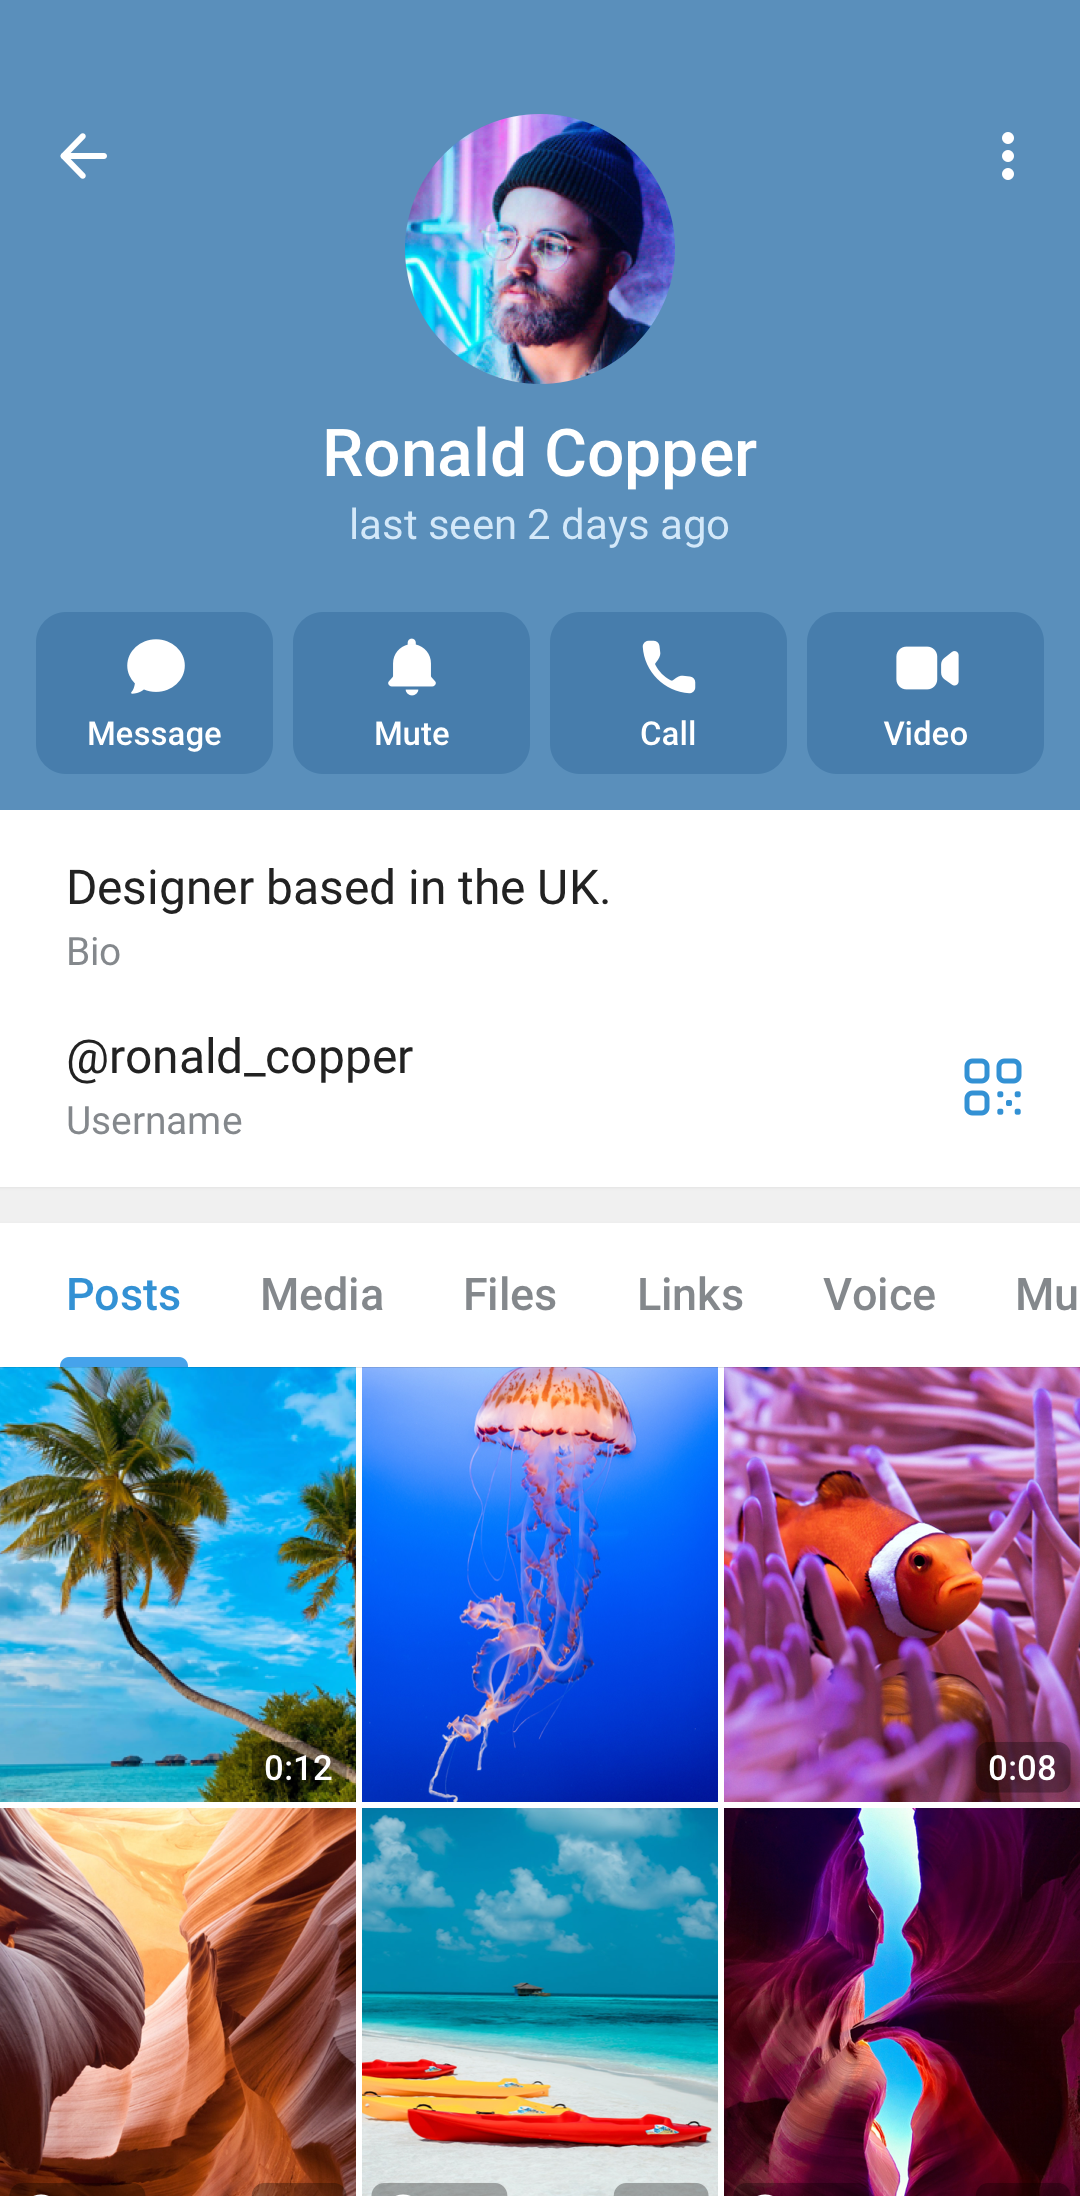 Ronald Copper
last seen 2 days ago
Message
Mute
Call
Video
Designer based in the UK.
Bio
@ronald_copper
Username
Posts
Media
Files
Links
Voice
Mu
0:12
0:08